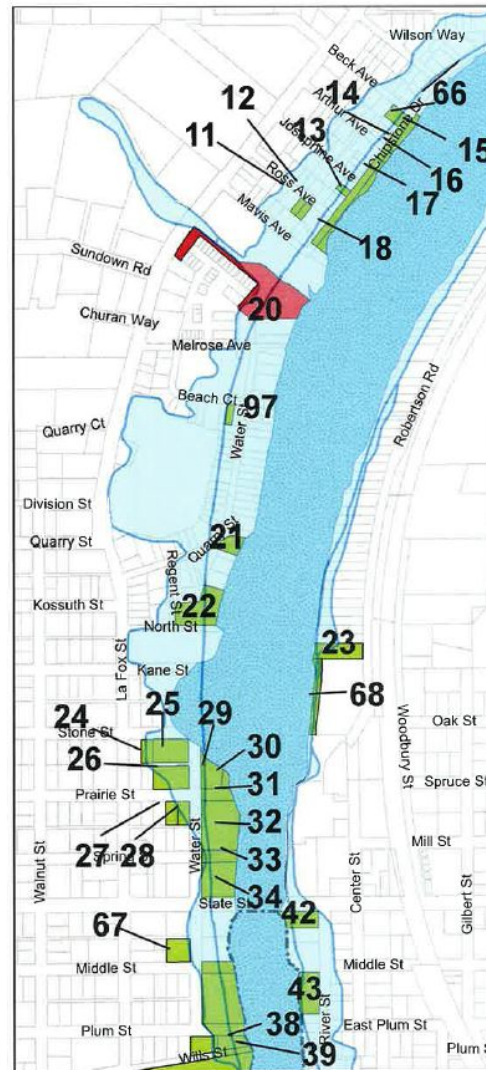 Wilson Way
Beck Ave
14
66
12
Arthur Ave
Chipstone St
13
15
11
Josephine Ave
16
Ross Ave
17
Mavis Ave
18
Sundown Rd
20
Churan Way
Melrose Ave
Robertson Rd
Beach Ct
97
Water St
Quarry Ct
Division St
Quarry St
Quarry St
21
Regent St
Kossuth St
22
North St
La Fox St
23
Kane St
68
24
25
29
Woodbury St
Oak St
Stone St
26
30
31
Spruce St
Prairie St
32
27
28
Water St
33
Mill St
Spring St
Walnut St
34
Center St
Gilbert St
State St
42
67
Middle St
Middle St
43
River St
Plum St
38
East Plum St
Wills St
39
Plum S